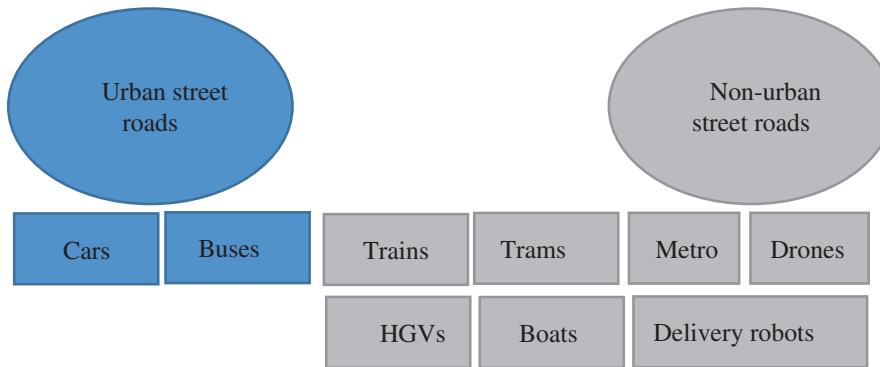 Urban street
roads
Non-urban
street roads
Cars
Buses
Trains
Trams
Metro
Drones
HGVs
Boats
Delivery robots